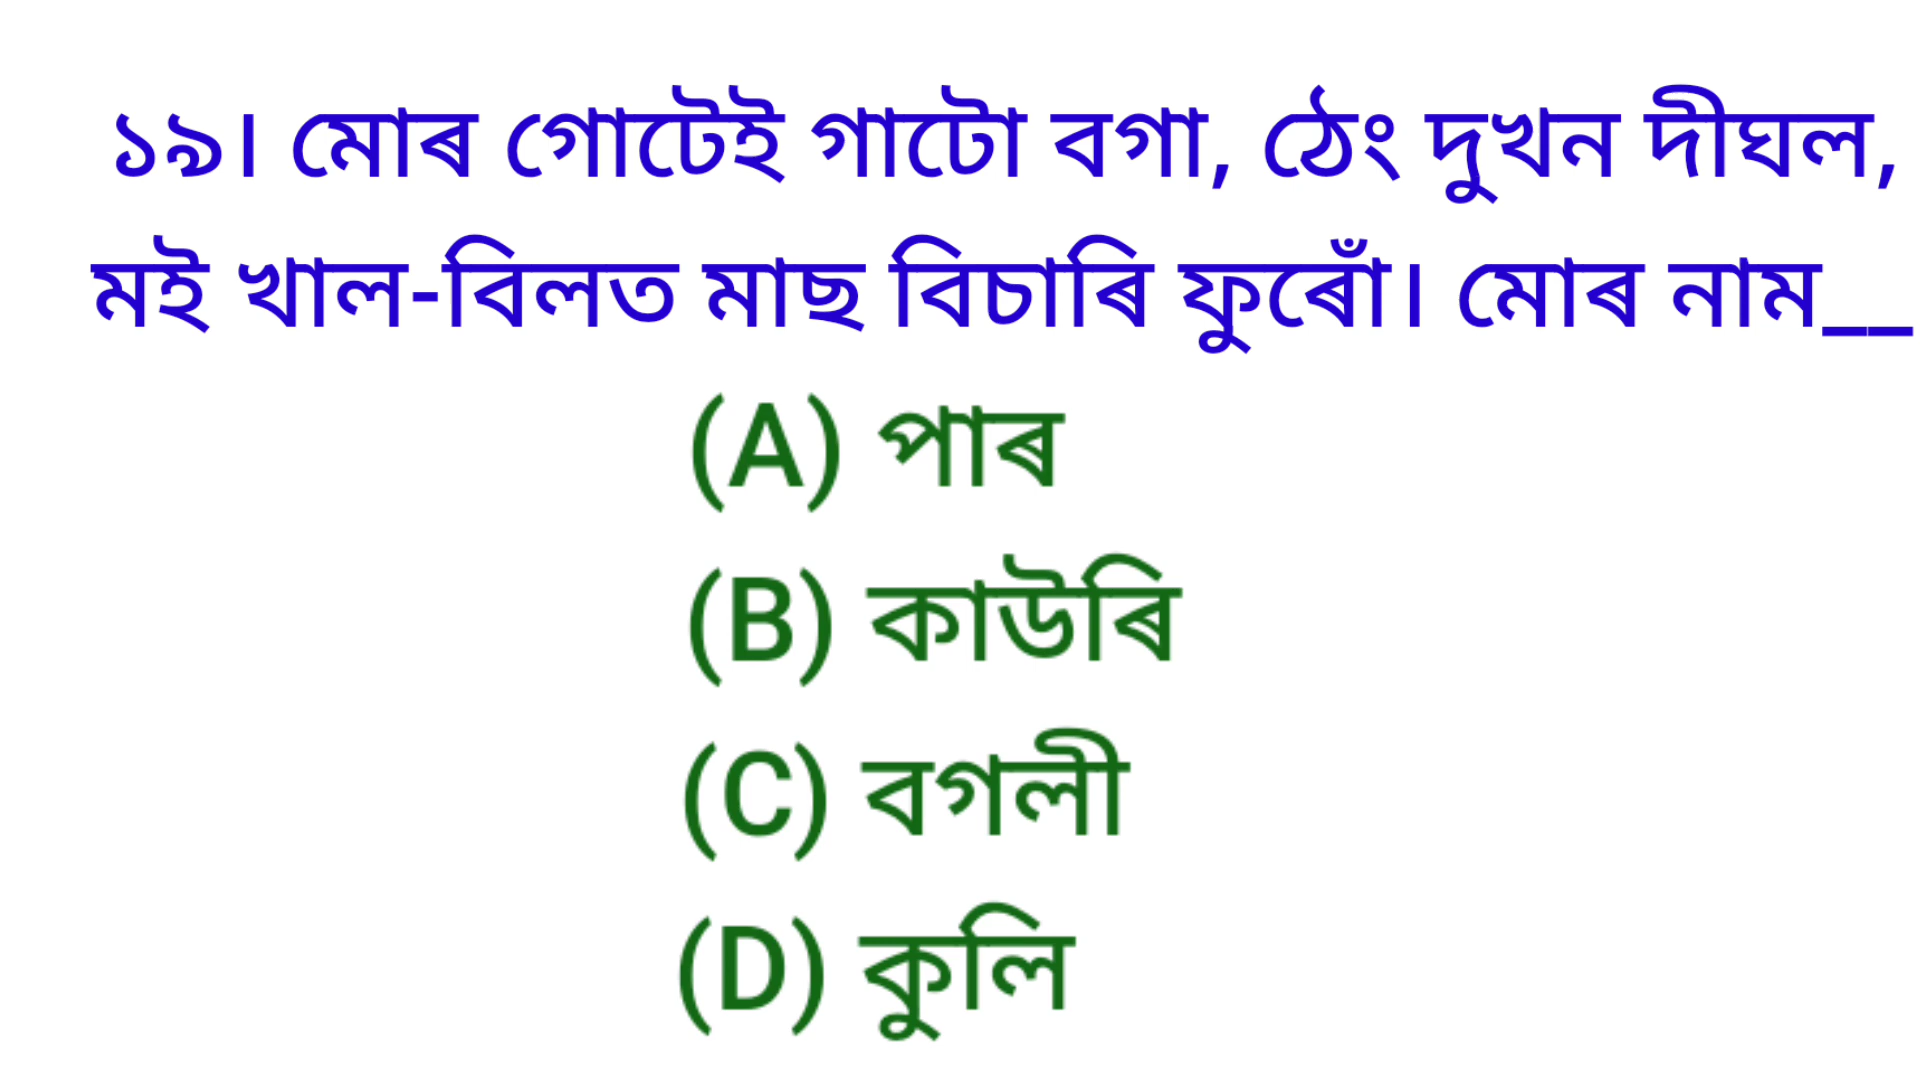 ১৯। মোৰ গোটেই গাটো বগা, ঠেং দুখন দীঘল,
মই খাল-বিলত মাছ বিচাৰি ফুৰোঁ। মোৰ নাম__
(A) পাৰ
(B) কাউৰি
(C) বগলী
(D) কুলি